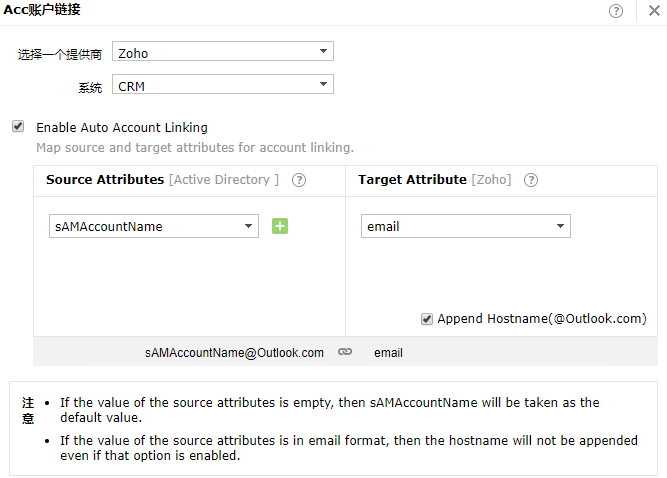 Acc账户链接
选择一个提供商 Zoho
系统 CRM
Enable Auto Account Linking
Map source and target attributes for account linking.
Source Attributes [Active Directory ] ? Target Attribute [Zoho] ?
sAMAccountName email
Append Hostname(@Outlook.com)
sAMAccountName@Outlook.com email
注意
If the value of the source attributes is empty, then sAMAccountName will be taken as the
default value.
If the value of the source attributes is in email format, then the hostname will not be appended
even if that option is enabled.